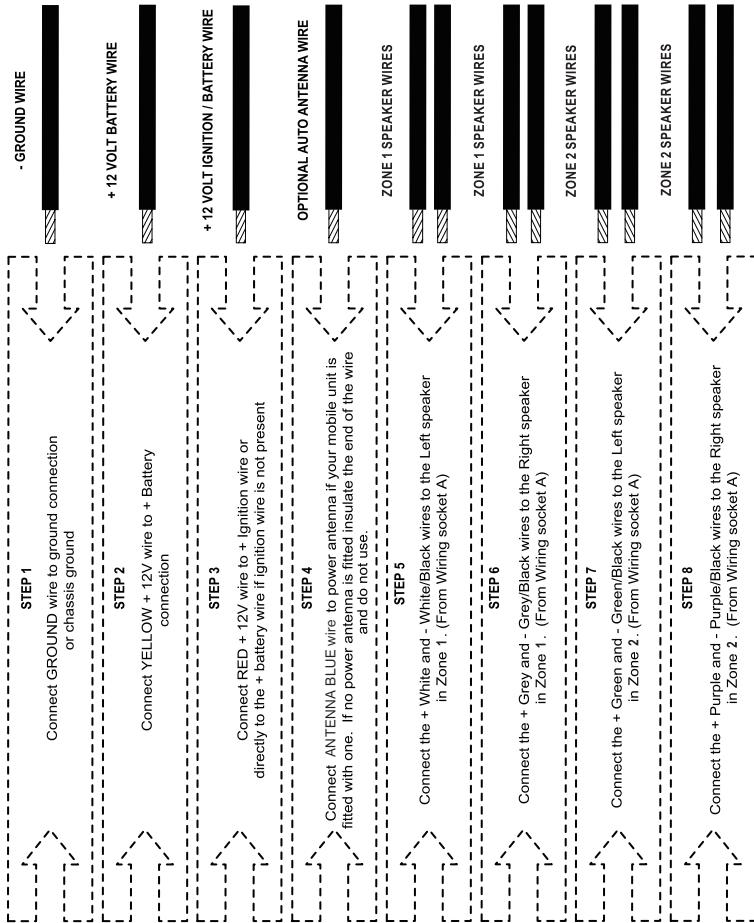 STEP 1
Connect GROUND wire to ground connection
or chassis ground
- GROUND WIRE
STEP 2
Connect YELLOW + 12V wire to + Battery
connection
+ 12 VOLT BATTERY WIRE
STEP 3
Connect RED + 12V wire to + Ignition wire or
directly to the + battery wire if ignition wire is not present
+ 12 VOLT IGNITION / BATTERY WIRE
STEP 4
Connect ANTENNA BLUE wire to power antenna if your mobile unit is
fitted with one. If no power antenna is fitted insulate the end of the wire
and do not use.
OPTIONAL AUTO ANTENNA WIRE
STEP 5
Connect the + White and - White/Black wires to the Left speaker
in Zone 1. (From Wiring socket A)
ZONE 1 SPEAKER WIRES
STEP 6
Connect the + Grey and - Grey/Black wires to the Right speaker
in Zone 1. (From Wiring socket A)
ZONE 1 SPEAKER WIRES
STEP 7
Connect the + Green and - Green/Black wires to the Left speaker
in Zone 2. (From Wiring socket A)
ZONE 2 SPEAKER WIRES
STEP 8
Connect the + Purple and - Purple/Black wires to the Right speaker
in Zone 2. (From Wiring socket A)
ZONE 2 SPEAKER WIRES